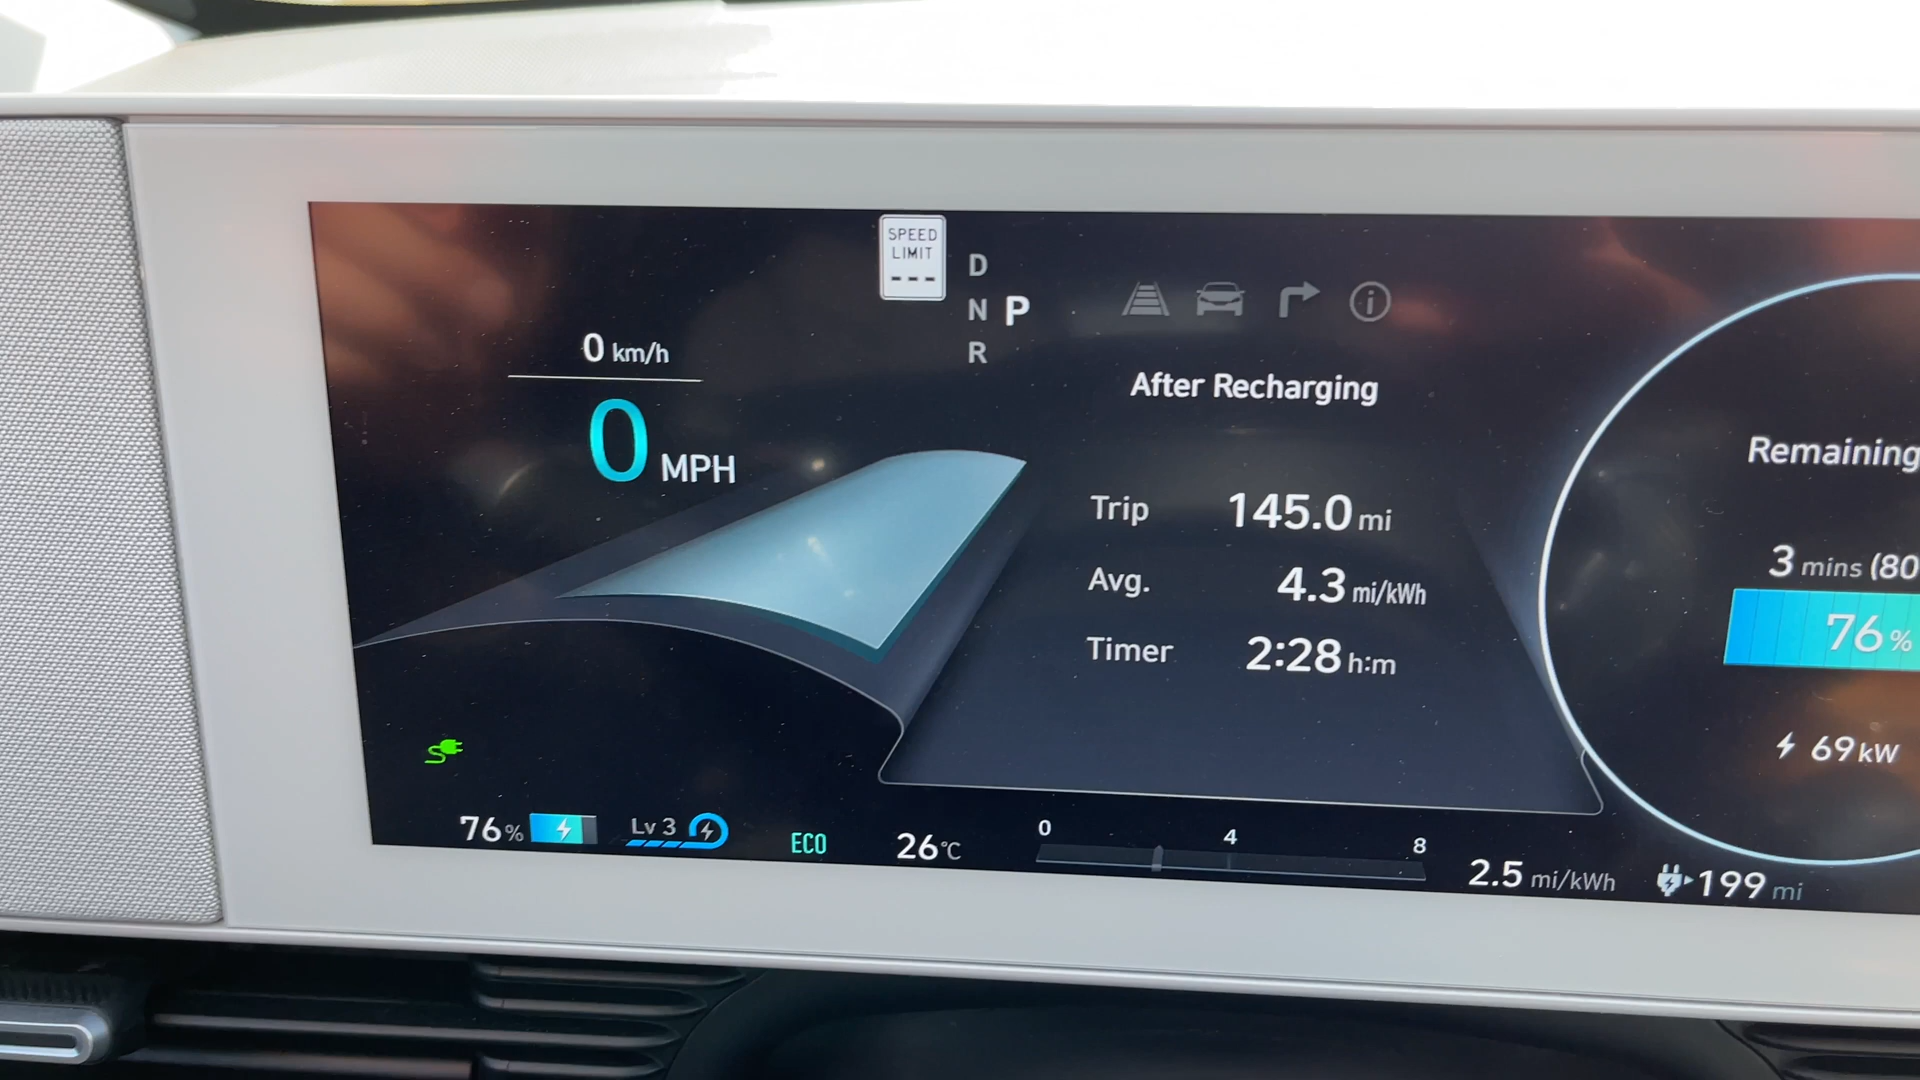 SPEED
LIMIT
---
D
N P
R
0 km/h
0 MPH
After Recharging
Trip 145.0 mi
Avg. 4.3 mi/kWh
Timer 2:28 h:m
Remaining
3 mins (80
76 %
69 kW
76 %
Lv 3
ECO
26 °C
0 4 8
2.5 mi/kWh
199 mi